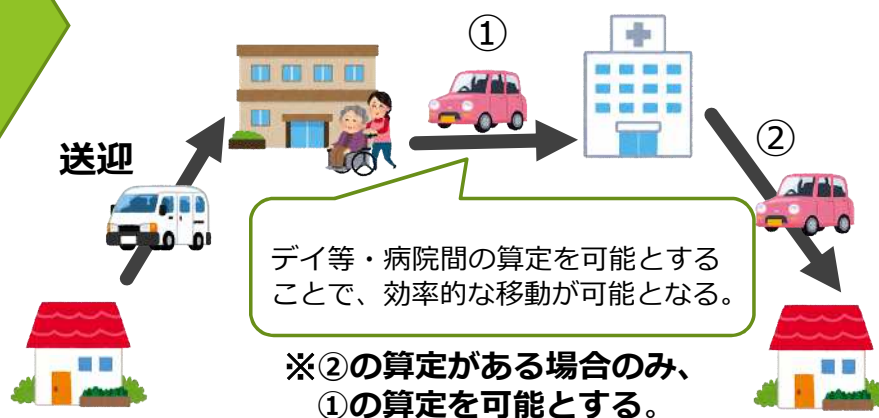 ①
送迎
②
デイ等・病院間の算定を可能とする
ことで、効率的な移動が可能となる。
※②の算定がある場合のみ、
①の算定を可能とする。